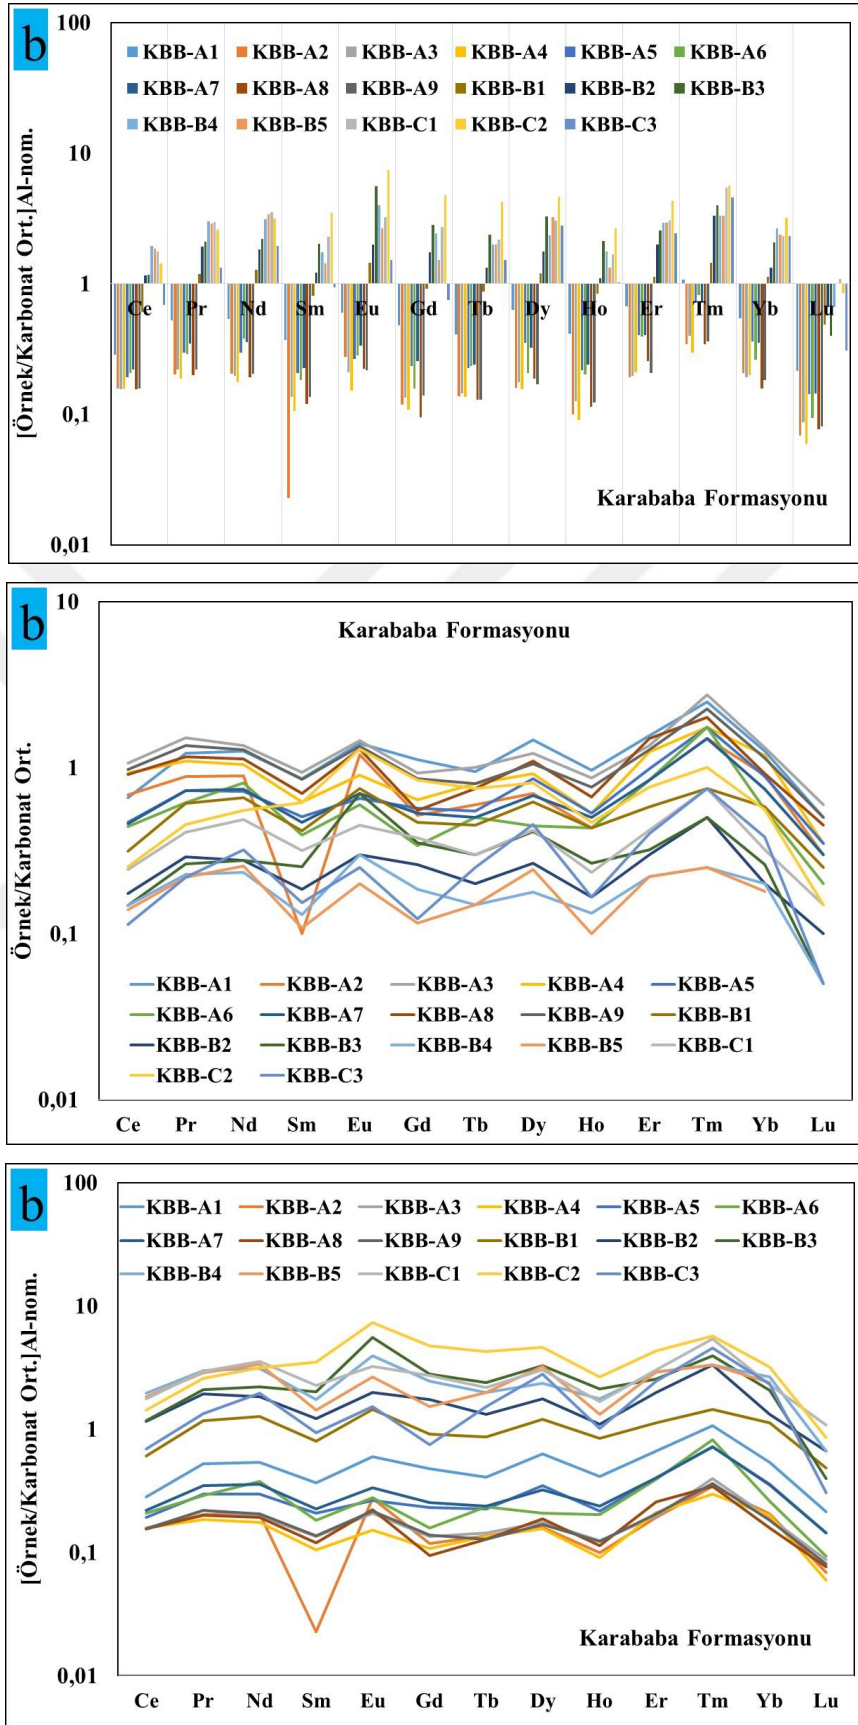 b
100
10
1
0,1
0,01
[Örnek/Karbonat Ort.]Al-nom.
KBB-A1 KBB-A2 KBB-A3 KBB-A4 KBB-A5 KBB-A6
KBB-A7 KBB-A8 KBB-A9 KBB-B1 KBB-B2 KBB-B3
KBB-B4 KBB-B5 KBB-C1 KBB-C2 KBB-C3
Ce Pr Nd Sm Eu Gd Tb Dy Ho Er Tm Yb Lu
Karababa Formasyonu
b
10
1
0,1
0,01
Örnek/Karbonat Ort.
Karababa Formasyonu
KBB-A1 KBB-A2 KBB-A3 KBB-A4 KBB-A5
KBB-A6 KBB-A7 KBB-A8 KBB-A9 KBB-B1
KBB-B2 KBB-B3 KBB-B4 KBB-B5 KBB-C1
KBB-C2 KBB-C3
Ce Pr Nd Sm Eu Gd Tb Dy Ho Er Tm Yb Lu
b
100
10
1
0,1
0,01
[Örnek/Karbonat Ort.]Al-nom.
KBB-A1 KBB-A2 KBB-A3 KBB-A4 KBB-A5 KBB-A6
KBB-A7 KBB-A8 KBB-A9 KBB-B1 KBB-B2 KBB-B3
KBB-B4 KBB-B5 KBB-C1 KBB-C2 KBB-C3
Karababa Formasyonu
Ce Pr Nd Sm Eu Gd Tb Dy Ho Er Tm Yb Lu